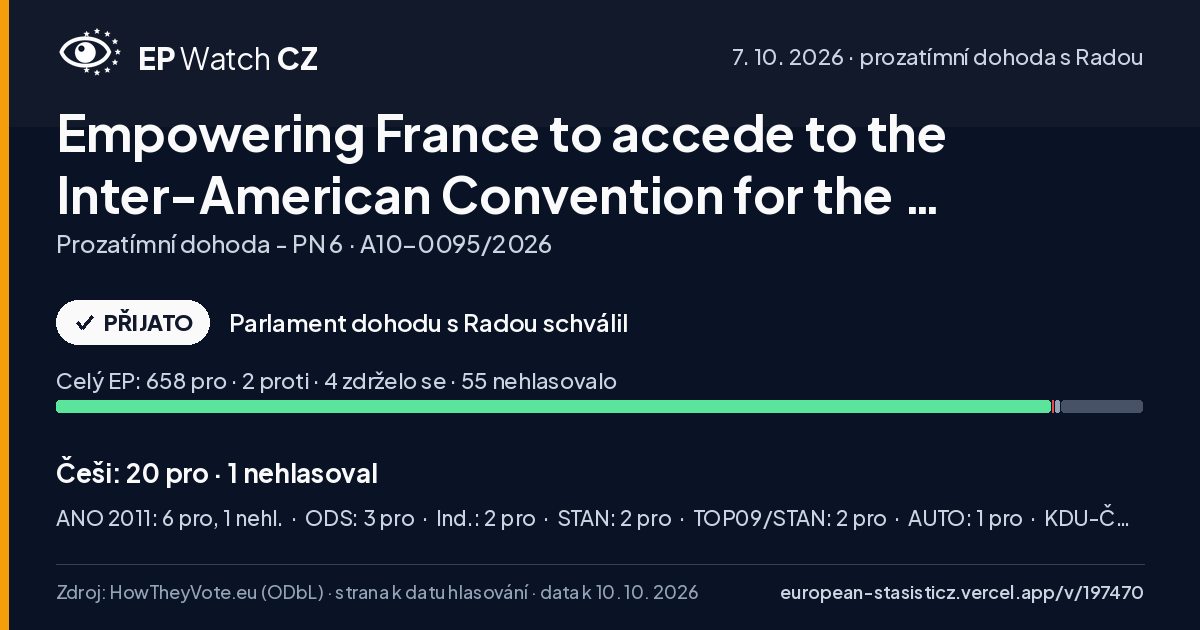 EP Watch CZ
7. 10. 2026 · prozatímní dohoda s Radou
Empowering France to accede to the
Inter-American Convention for the ...
Prozatímní dohoda - PN 6 · A10-0095/2026
✓ PŘIJATO
Parlament dohodu s Radou schválil
Celý EP: 658 pro · 2 proti · 4 zdrželo se · 55 nehlasovalo
Češi: 20 pro · 1 nehlasoval
ANO 2011: 6 pro, 1 nehl. · ODS: 3 pro · Ind.: 2 pro · STAN: 2 pro · TOP09/STAN: 2 pro · AUTO: 1 pro · KDU-Č...
Zdroj: HowTheyVote.eu (ODbL) · strana k datu hlasování · data k 10. 10. 2026
european-stasisticz.vercel.app/v/197470